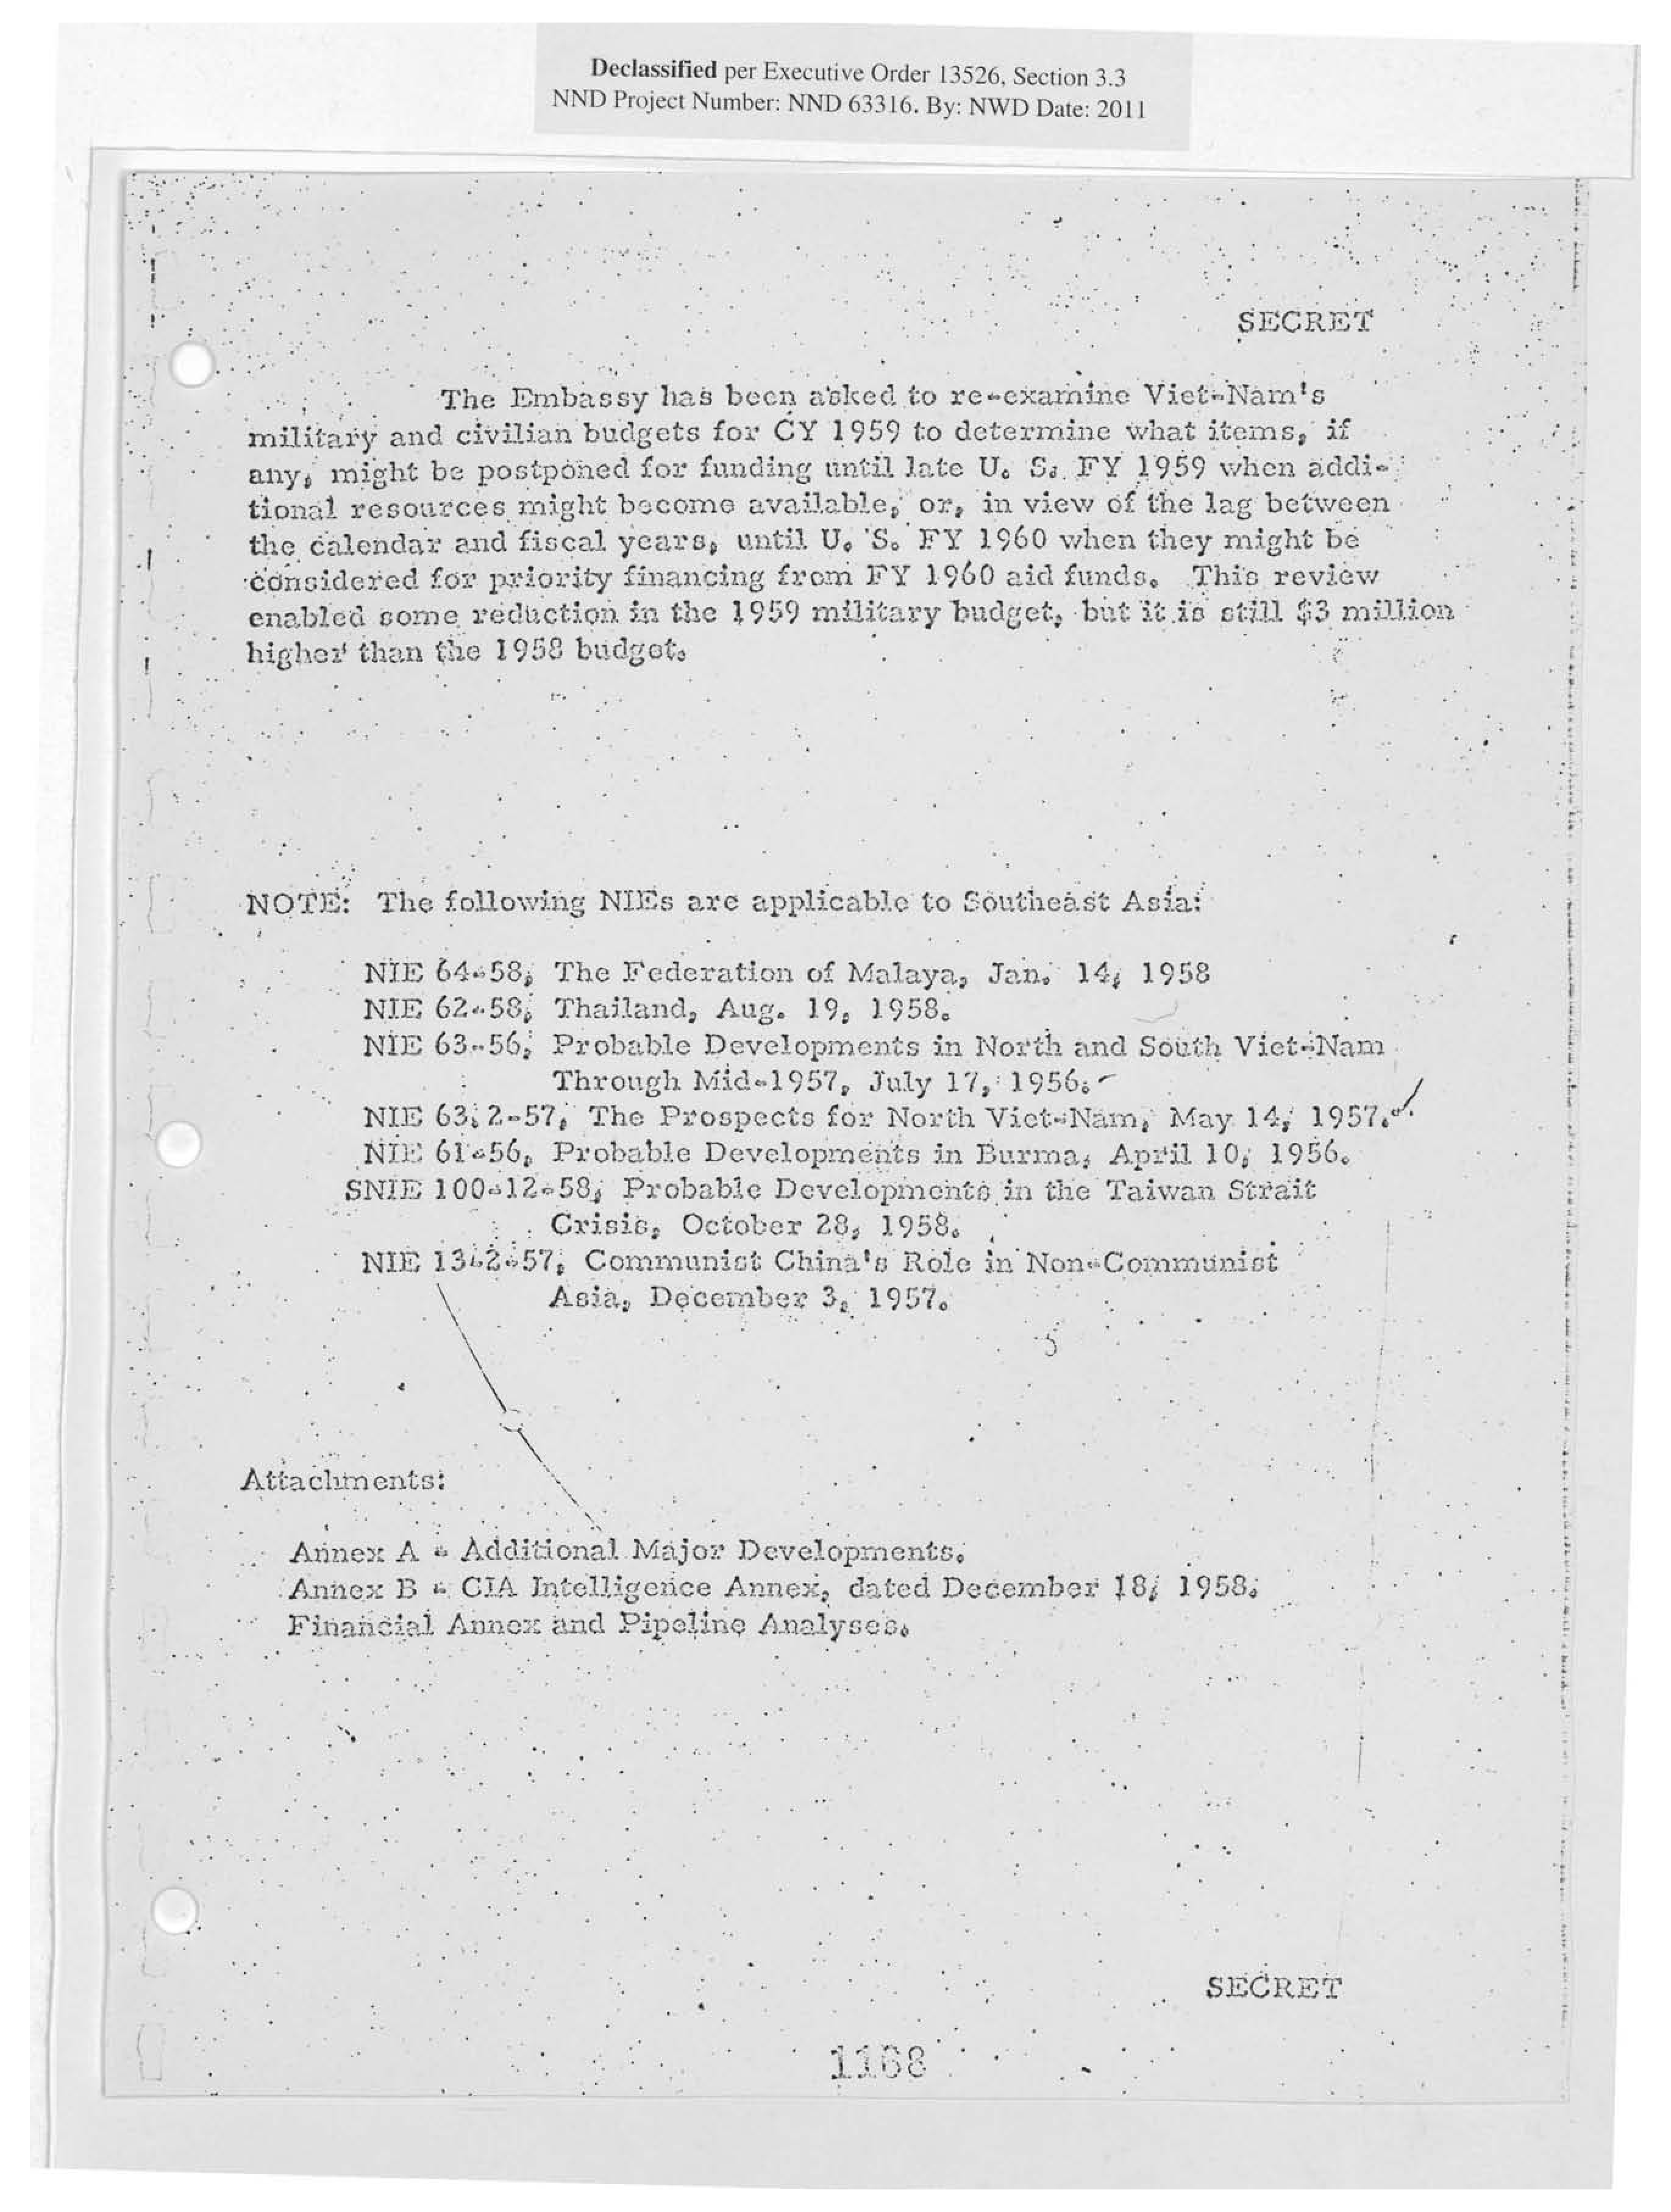 Declassified per Executive Order 13526, Section 3.3
NND Project Number: NND 63316. By: NWD Date: 2011
SECRET
The Embassy has been asked to re-examine Viet-Nam's
military and civilian budgets for CY 1959 to determine what items, if
any, might be postponed for funding until late U. S. FY 1959 when addi-
tional resources might become available, or, in view of the lag between
the calendar and fiscal years, until U. S. FY 1960 when they might be
considered for priority financing from FY 1960 aid funds. This review
enabled some reduction in the 1959 military budget, but it is still $3 million
higher than the 1958 budget.
NOTE: The following NIEs are applicable to Southeast Asia:
NIE 64-58, The Federation of Malaya, Jan. 14, 1958
NIE 62-58, Thailand, Aug. 19, 1958.
NIE 63-56, Probable Developments in North and South Viet-Nam
Through Mid-1957, July 17, 1956.
NIE 63.2-57, The Prospects for North Viet-Nam, May 14, 1957.
NIE 61-56, Probable Developments in Burma, April 10, 1956.
SNIE 100-12-58, Probable Developments in the Taiwan Strait
Crisis, October 28, 1958.
NIE 13-2-57, Communist China's Role in Non-Communist
Asia, December 3, 1957.
Attachments:
Annex A - Additional Major Developments.
Annex B - CIA Intelligence Annex, dated December 18, 1958.
Financial Annex and Pipeline Analyses.
SECRET
1168